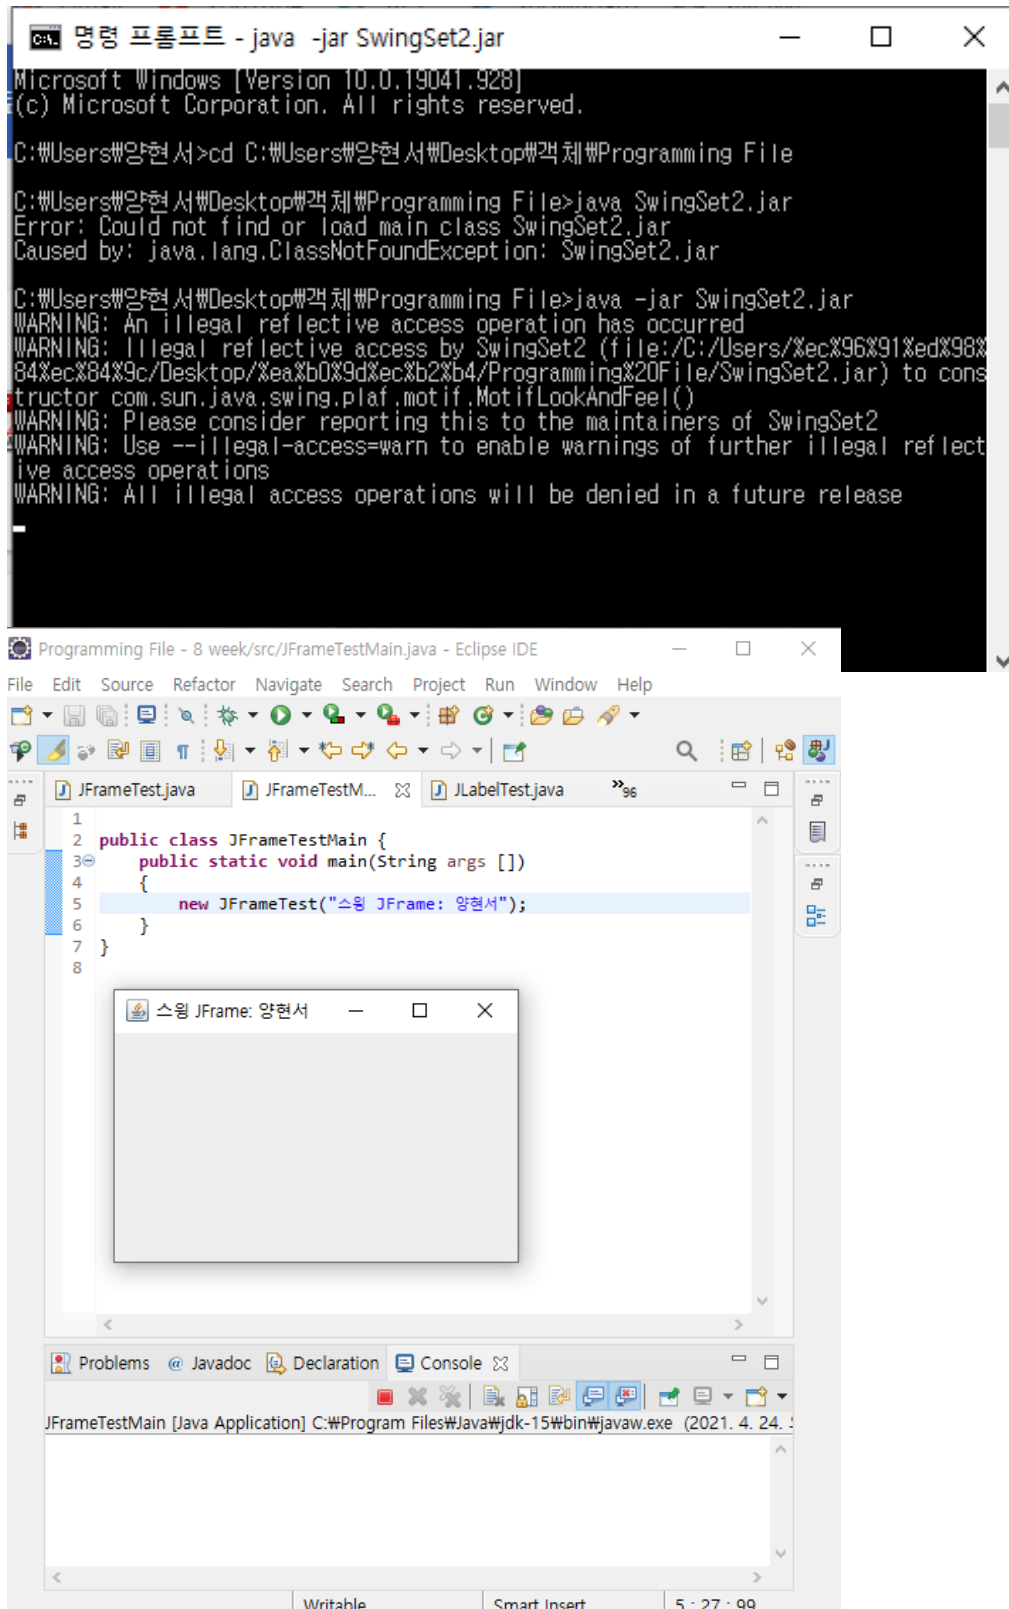 명령 프롬프트 - java  -jar SwingSet2.jar
Microsoft Windows [Version 10.0.19041.928]
(c) Microsoft Corporation. All rights reserved.
C:₩Users₩양현서>cd C:₩Users₩양현서₩Desktop₩객체₩Programming File
C:₩Users₩양현서₩Desktop₩객체₩Programming File>java SwingSet2.jar
Error: Could not find or load main class SwingSet2.jar
Caused by: java.lang.ClassNotFoundException: SwingSet2.jar
C:₩Users₩양현서₩Desktop₩객체₩Programming File>java -jar SwingSet2.jar
WARNING: An illegal reflective access operation has occurred
WARNING: Illegal reflective access by SwingSet2 (file:/C:/Users/%ec%96%91%ed%98%
84%ec%84%9c/Desktop/%ea%b0%9d%ec%b2%b4/Programming%20File/SwingSet2.jar) to cons
tructor com.sun.java.swing.plaf.motif.MotifLookAndFeel()
WARNING: Please consider reporting this to the maintainers of SwingSet2
WARNING: Use --illegal-access=warn to enable warnings of further illegal reflect
ive access operations
WARNING: All illegal access operations will be denied in a future release
Programming File - 8 week/src/JFrameTestMain.java - Eclipse IDE
File Edit Source Refactor Navigate Search Project Run Window Help
JFrameTest.java JFrameTestM... JLabelTest.java »96
1
2 public class JFrameTestMain {
3 public static void main(String args [])
4 {
5 new JFrameTest("스윙 JFrame: 양현서");
6 }
7 }
8
스윙 JFrame: 양현서
Problems @ Javadoc Declaration Console
JFrameTestMain [Java Application] C:₩Program Files₩Java₩jdk-15₩bin₩javaw.exe (2021. 4. 24.
Writable Smart Insert 5 : 27 : 99